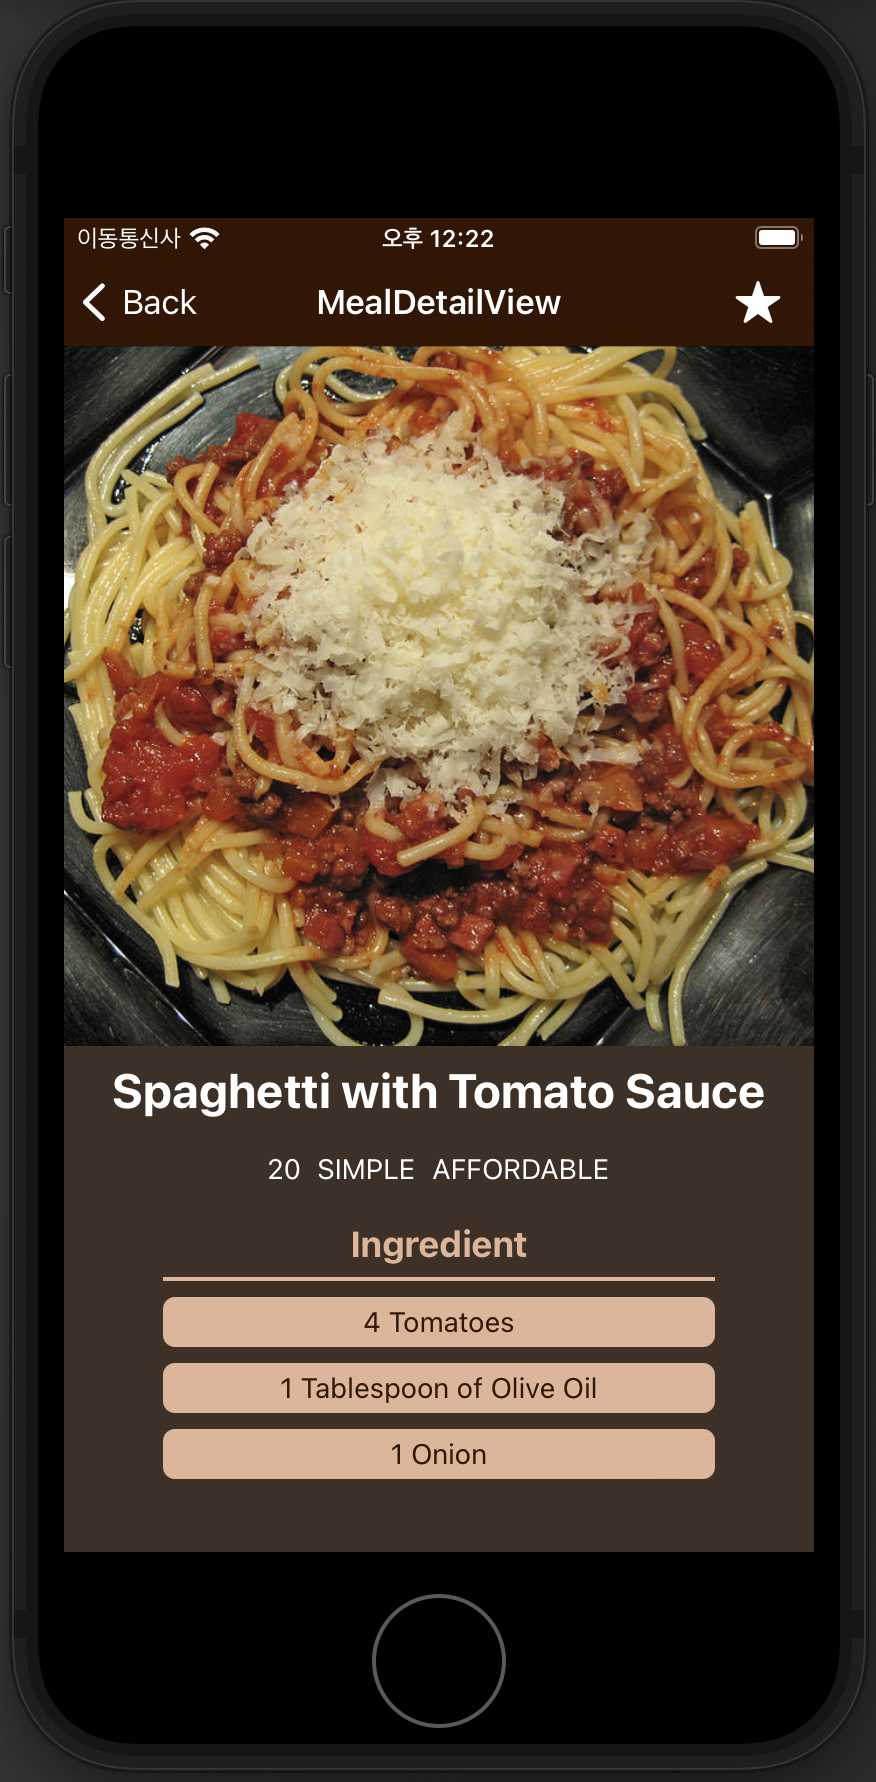 이동통신사 오후 12:22
Back MealDetailView
Spaghetti with Tomato Sauce
20 SIMPLE AFFORDABLE
Ingredient
4 Tomatoes
1 Tablespoon of Olive Oil
1 Onion